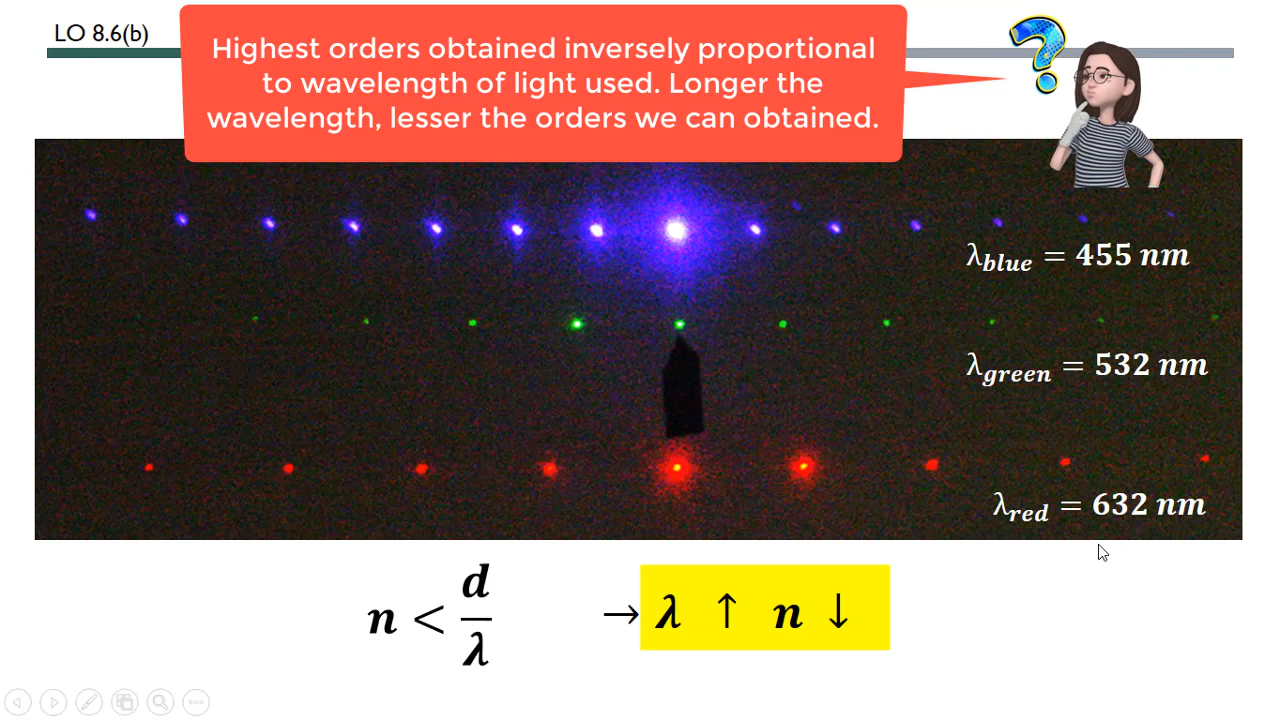 LO 8.6(b)
Highest orders obtained inversely proportional
to wavelength of light used. Longer the
wavelength, lesser the orders we can obtained.
λblue = 455 nm
λgreen = 532 nm
λred = 632 nm
n < d/λ → λ ↑ n ↓